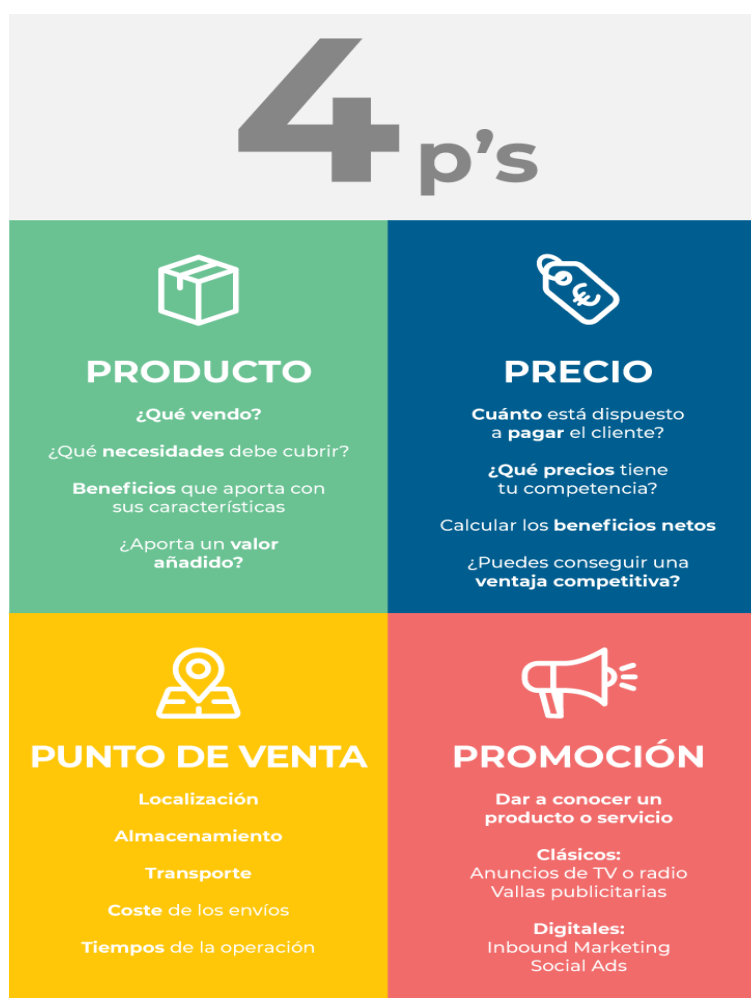 4 p's
PRODUCTO
¿Qué vendo?
¿Qué necesidades debe cubrir?
Beneficios que aporta con
sus características
¿Aporta un valor
añadido?
PRECIO
Cuánto está dispuesto
a pagar el cliente?
¿Qué precios tiene
tu competencia?
Calcular los beneficios netos
¿Puedes conseguir una
ventaja competitiva?
PUNTO DE VENTA
Localización
Almacenamiento
Transporte
Coste de los envíos
Tiempos de la operación
PROMOCIÓN
Dar a conocer un
producto o servicio
Clásicos:
Anuncios de TV o radio
Vallas publicitarias
Digitales:
Inbound Marketing
Social Ads